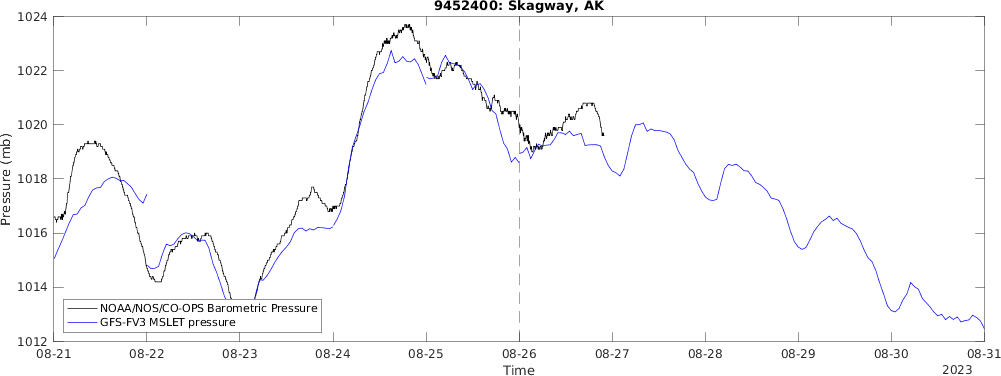 9452400: Skagway, AK
Pressure (mb)
1024
1022
1020
1018
1016
1014
1012
NOAA/NOS/CO-OPS Barometric Pressure
GFS-FV3 MSLET pressure
08-21 08-22 08-23 08-24 08-25 08-26 08-27 08-28 08-29 08-30 08-31
Time
2023